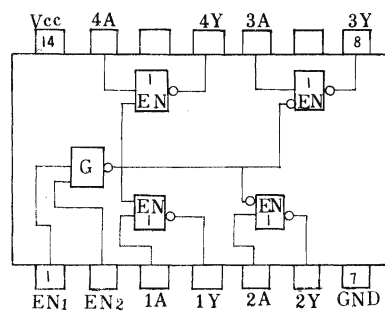 Vcc 4A 4Y 3A 3Y
14 8
1 1
EN EN
G
EN EN
1 1
1 7
EN1 EN2 1A 1Y 2A 2Y GND